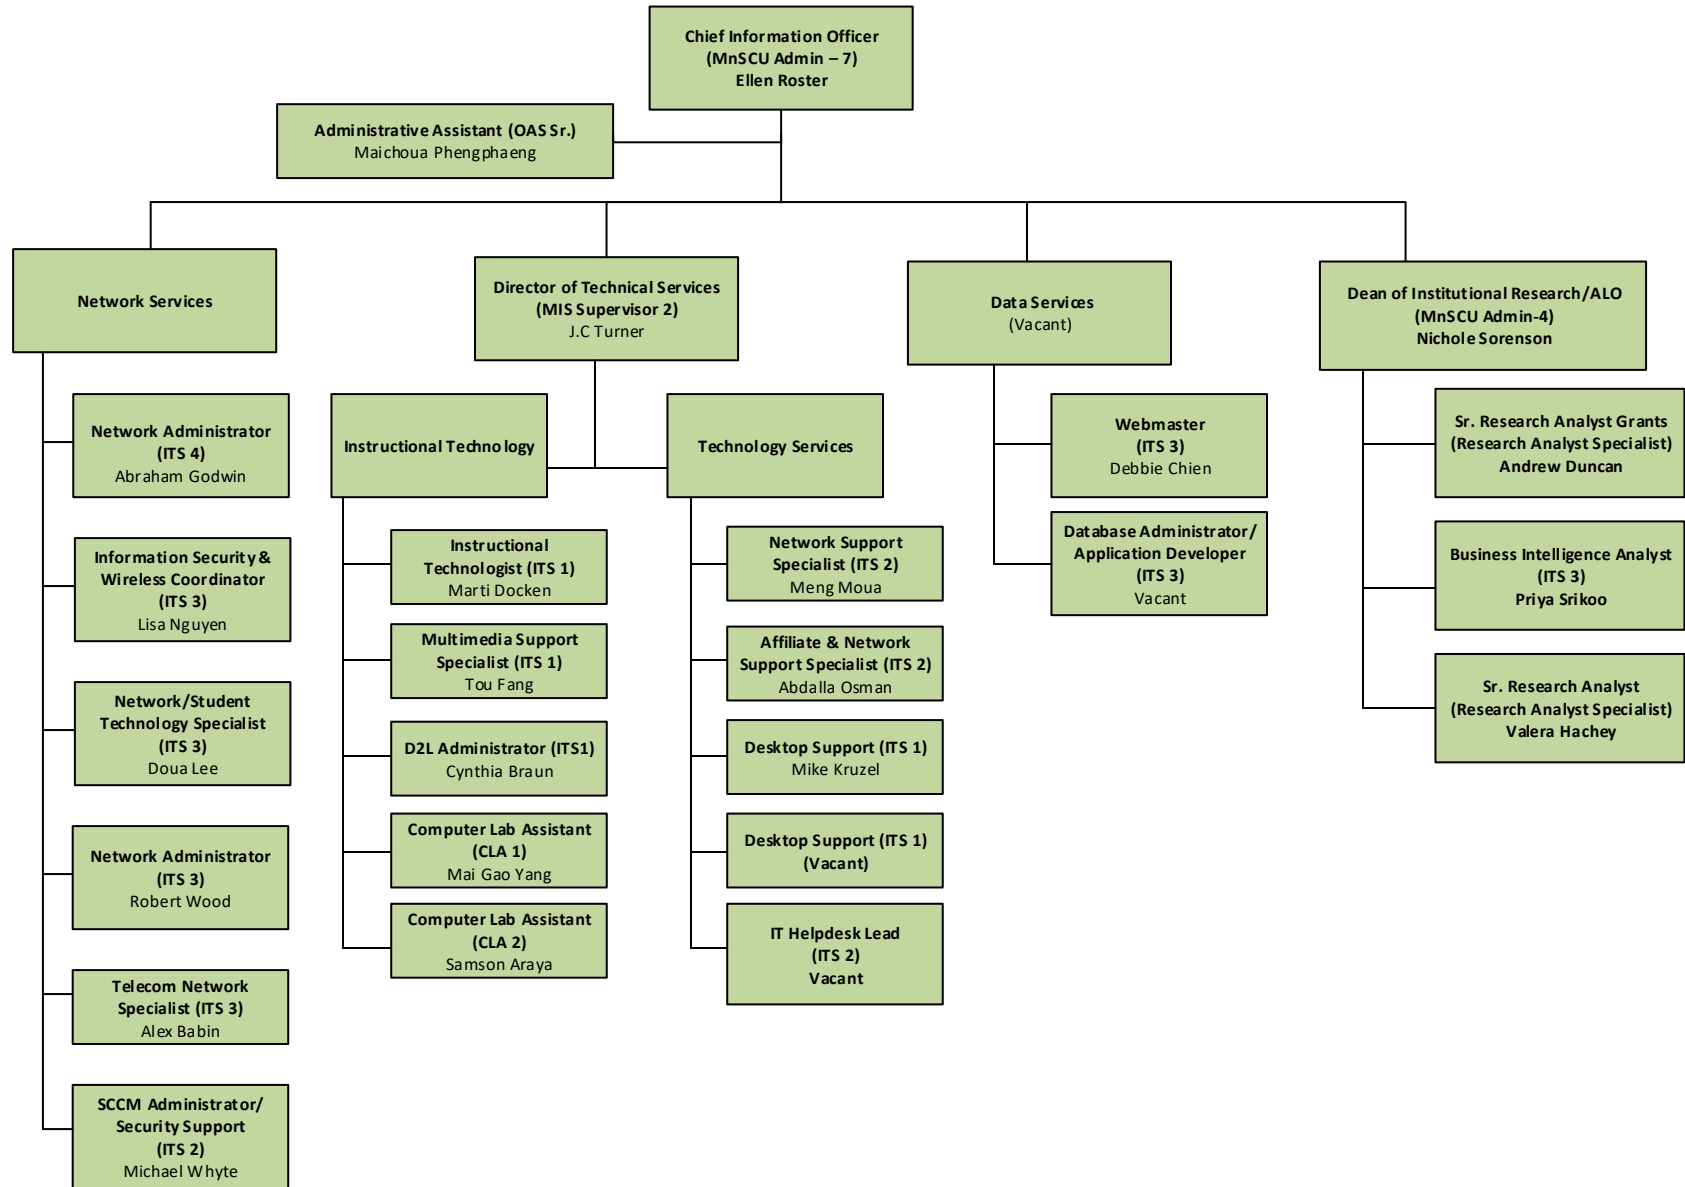 Chief Information Officer
(MnSCU Admin – 7)
Ellen Roster
Administrative Assistant (OAS Sr.)
Maichoua Phengphaeng
Network Services
Director of Technical Services
(MIS Supervisor 2)
J.C Turner
Data Services
(Vacant)
Dean of Institutional Research/ALO
(MnSCU Admin-4)
Nichole Sorenson
Network Administrator
(ITS 4)
Abraham Godwin
Information Security &
Wireless Coordinator
(ITS 3)
Lisa Nguyen
Network/Student
Technology Specialist
(ITS 3)
Doua Lee
Network Administrator
(ITS 3)
Robert Wood
Telecom Network
Specialist (ITS 3)
Alex Babin
SCCM Administrator/
Security Support
(ITS 2)
Michael Whyte
Instructional Technology
Instructional
Technologist (ITS 1)
Marti Docken
Multimedia Support
Specialist (ITS 1)
Tou Fang
D2L Administrator (ITS1)
Cynthia Braun
Computer Lab Assistant
(CLA 1)
Mai Gao Yang
Computer Lab Assistant
(CLA 2)
Samson Araya
Technology Services
Network Support
Specialist (ITS 2)
Meng Moua
Affiliate & Network
Support Specialist (ITS 2)
Abdalla Osman
Desktop Support (ITS 1)
Mike Kruzel
Desktop Support (ITS 1)
(Vacant)
IT Helpdesk Lead
(ITS 2)
Vacant
Webmaster
(ITS 3)
Debbie Chien
Database Administrator/
Application Developer
(ITS 3)
Vacant
Sr. Research Analyst Grants
(Research Analyst Specialist)
Andrew Duncan
Business Intelligence Analyst
(ITS 3)
Priya Srikoo
Sr. Research Analyst
(Research Analyst Specialist)
Valera Hachey